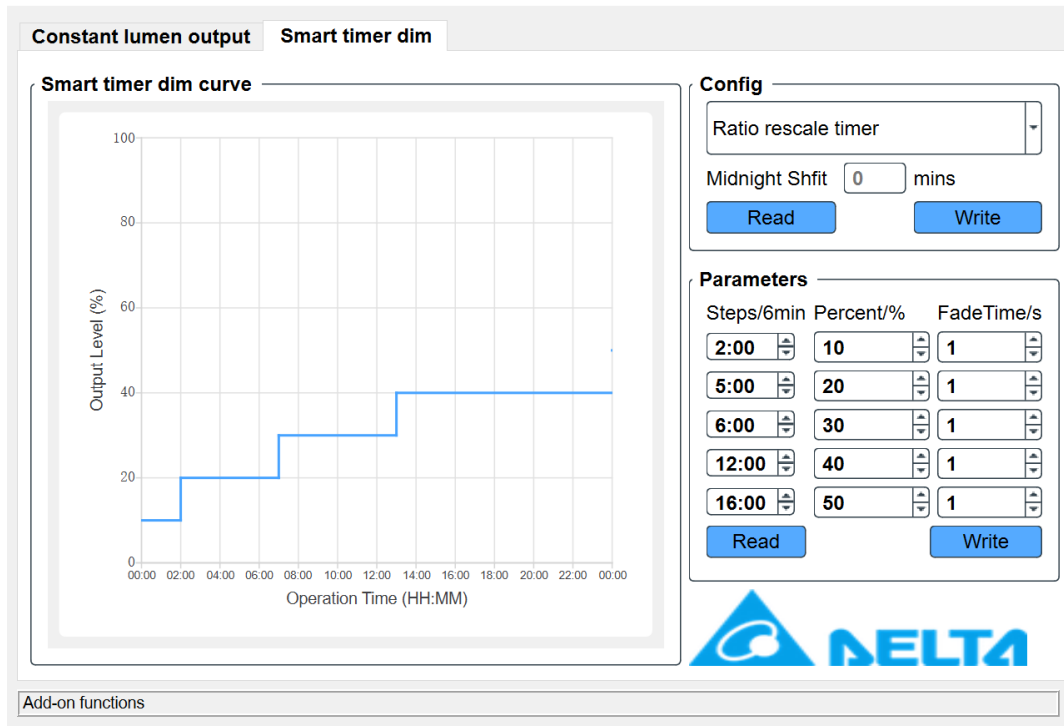 Constant lumen output Smart timer dim
Smart timer dim curve
100
80
60
40
20
0
Output Level (%)
00:00 02:00 04:00 06:00 08:00 10:00 12:00 14:00 16:00 18:00 20:00 22:00 00:00
Operation Time (HH:MM)
Config
Ratio rescale timer
Midnight Shfit 0 mins
Read Write
Parameters
Steps/6min Percent/% FadeTime/s
2:00 10 1
5:00 20 1
6:00 30 1
12:00 40 1
16:00 50 1
Read Write
DELTA
Add-on functions